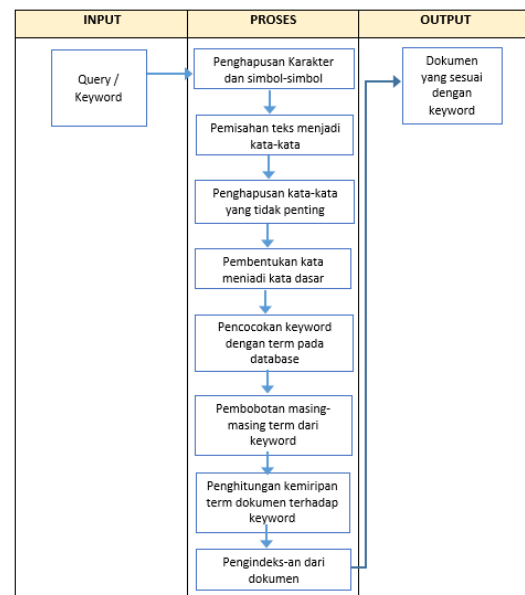 INPUT
PROSES
OUTPUT
Query /
Keyword
Penghapusan Karakter
dan simbol-simbol
Pemisahan teks menjadi
kata-kata
Penghapusan kata-kata
yang tidak penting
Pembentukan kata
meniadi kata dasar
Pencocokan keyword
dengan term pada
database
Pembobotan masing-
masing term dari
keyword
Penghitungan kemiripan
term dokumen terhadap
keyword
Pengindeks-an dari
dokumen
Dokumen
yang sesuai
dengan
keyword